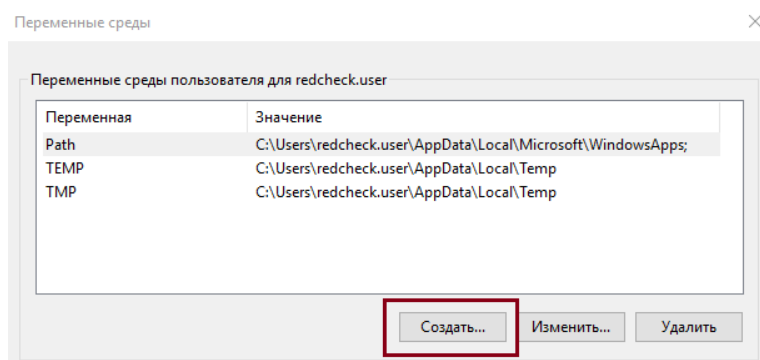 Переменные среды
Переменные среды пользователя для redcheck.user
Переменная Значение
Path C:\Users\redcheck.user\AppData\Local\Microsoft\WindowsApps;
TEMP C:\Users\redcheck.user\AppData\Local\Temp
TMP C:\Users\redcheck.user\AppData\Local\Temp
Создать... Изменить... Удалить